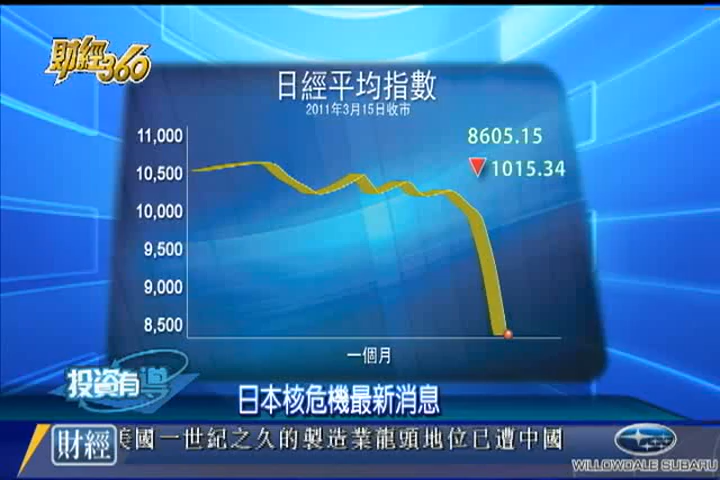 財經360
日經平均指數
2011年3月15日收市
8605.15
1015.34
11,000
10,500
10,000
9,500
9,000
8,500
一個月
投資有導
日本核危機最新消息
財經
美國一世紀之久的製造業龍頭地位已遭中國
WILLOWDALE SUBARU